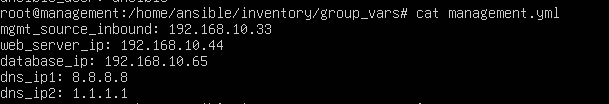 root@management:/home/ansible/inventory/group_vars# cat management.yml
mgmt_source_inbound: 192.168.10.33
web_server_ip: 192.168.10.44
database_ip: 192.168.10.65
dns_ip1: 8.8.8.8
dns_ip2: 1.1.1.1